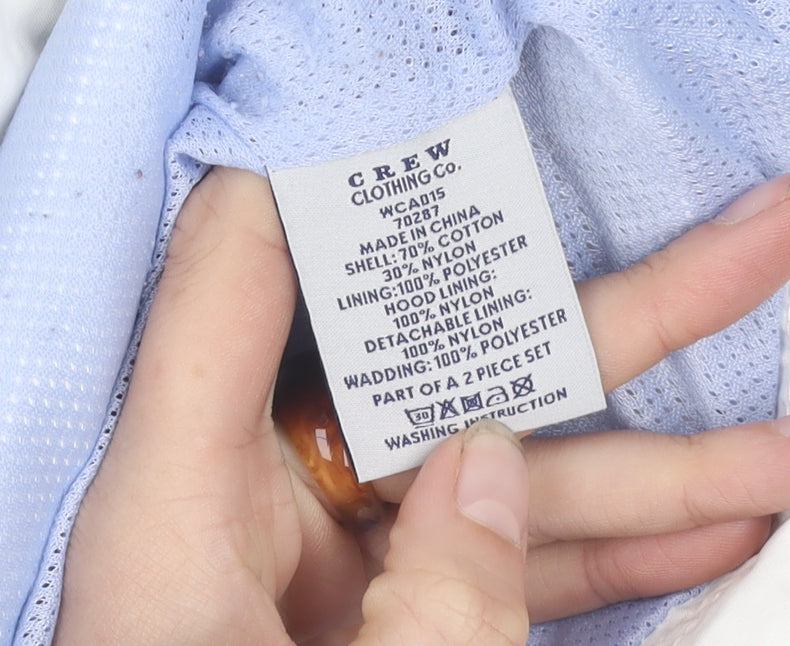 CREW
CLOTHING Co.
WCA015
70287
MADE IN CHINA
SHELL: 70% COTTON
30% NYLON
LINING:100% POLYESTER
HOOD LINING:
100% NYLON
DETACHABLE LINING:
100% NYLON
WADDING: 100% POLYESTER
PART OF A 2 PIECE SET
30
WASHING INSTRUCTION